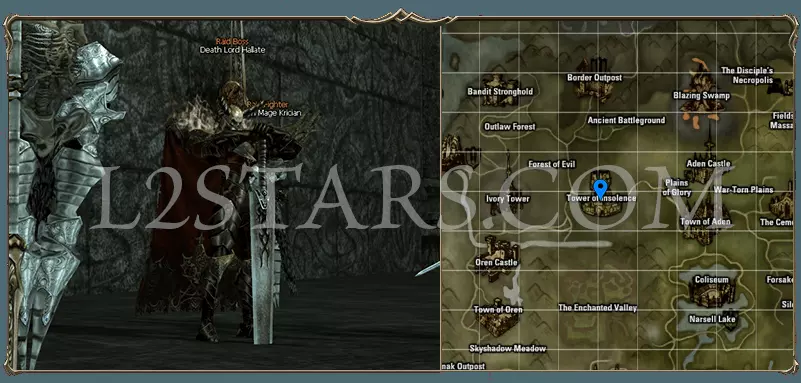 Raid Boss
Death Lord Hallate
Mage Krician
L2STARS.COM
Bandit Stronghold
Border Outpost
The Disciple's
Necropolis
Blazing Swamp
Outlaw Forest
Ancient Battleground
Fields
Massa
Forest of Evil
Aden Castle
Ivory Tower
Tower of Insolence
Plains
of Glory
War-Torn Plains
Town of Aden
The Ceme
Oren Castle
Coliseum
Forsak
Sil
Town of Oren
The Enchanted Valley
Narsell Lake
Skyshadow Meadow
nak Outpost